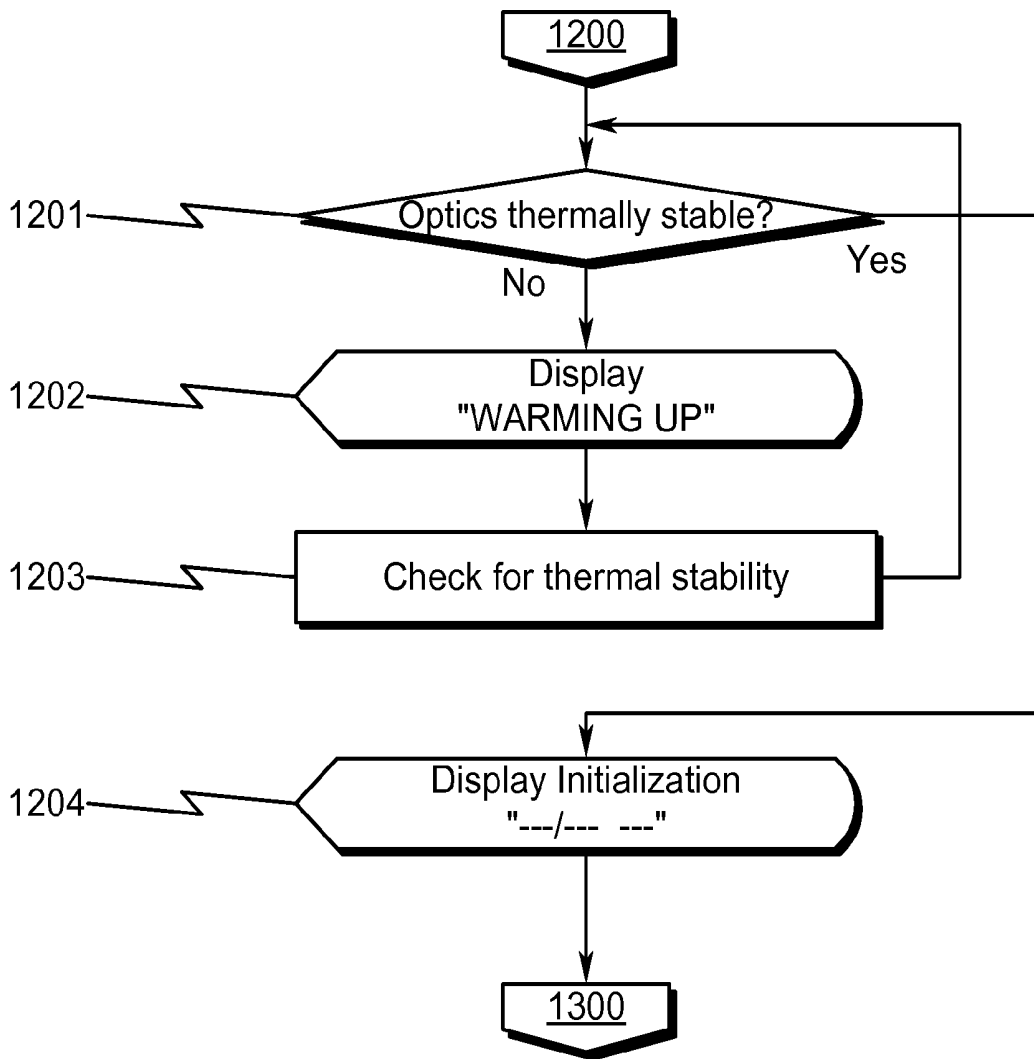 1200
1201
Optics thermally stable?
Yes
No
1202
Display
"WARMING UP"
1203
Check for thermal stability
1204
Display Initialization
"---/---  ---"
1300